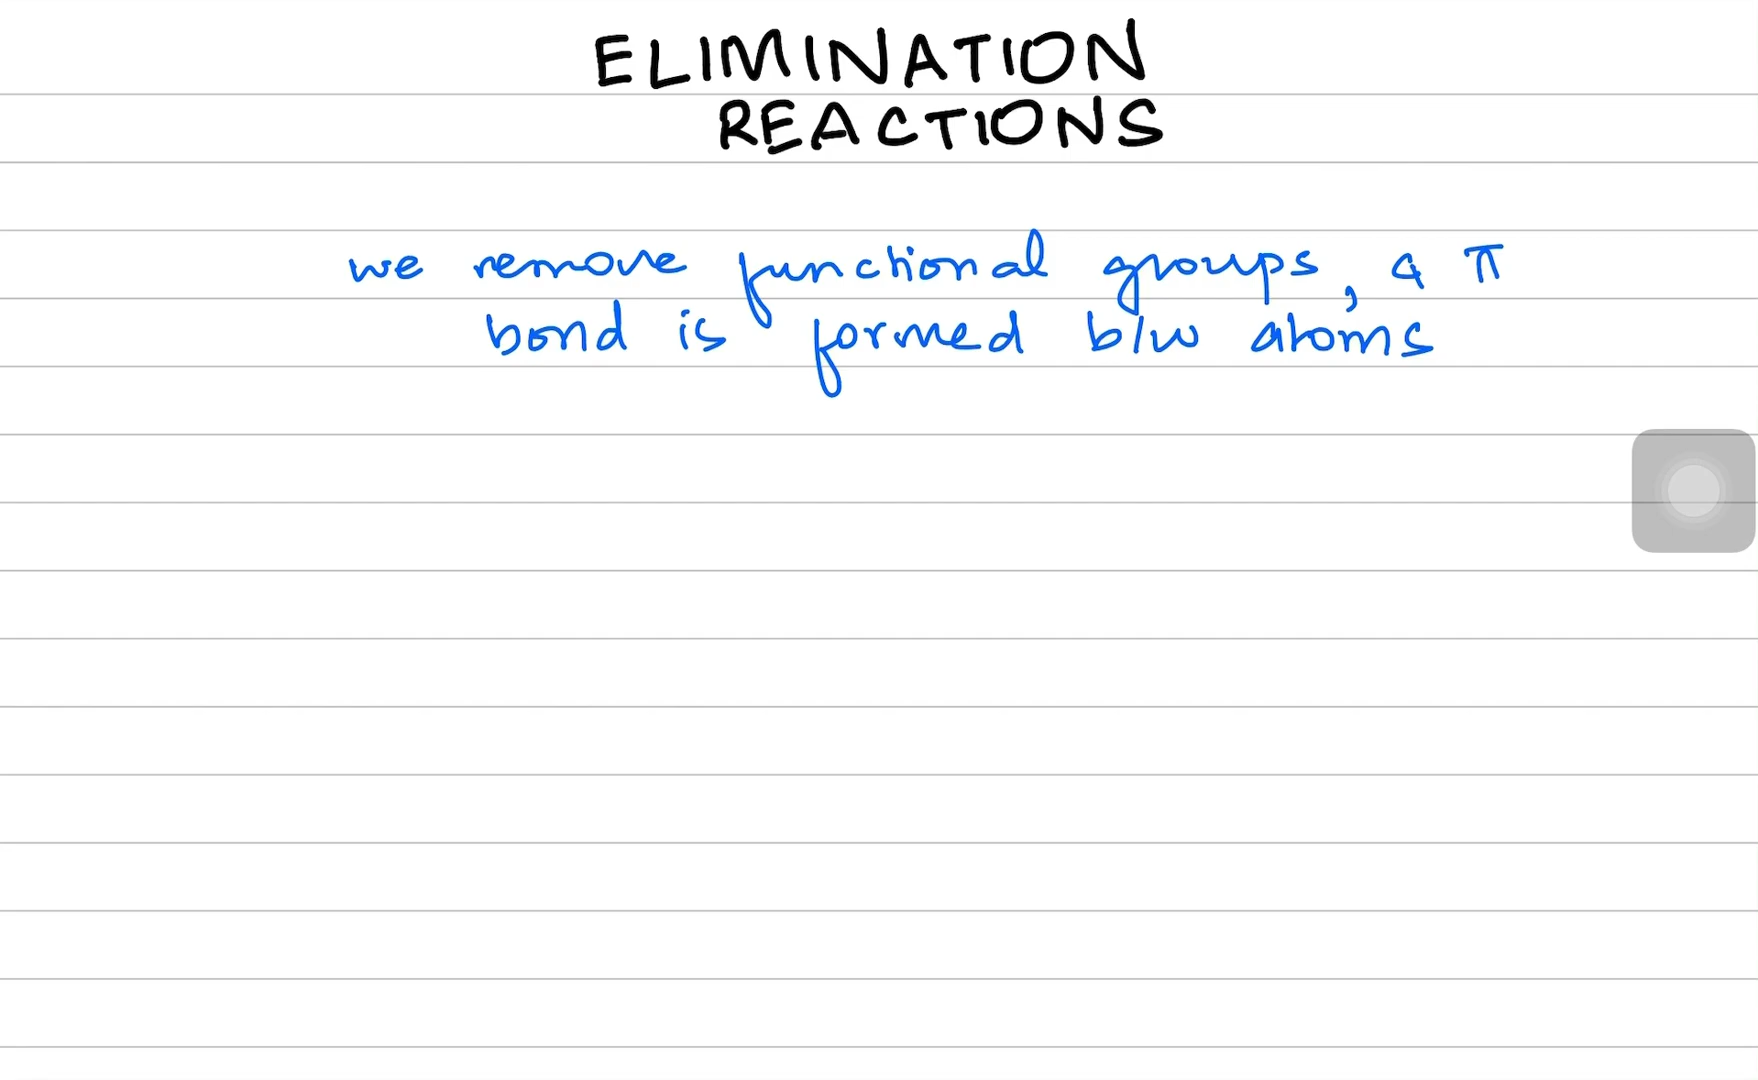 ELIMINATION
REACTIONS
we remove functional groups, & π
bond is formed b/w atoms